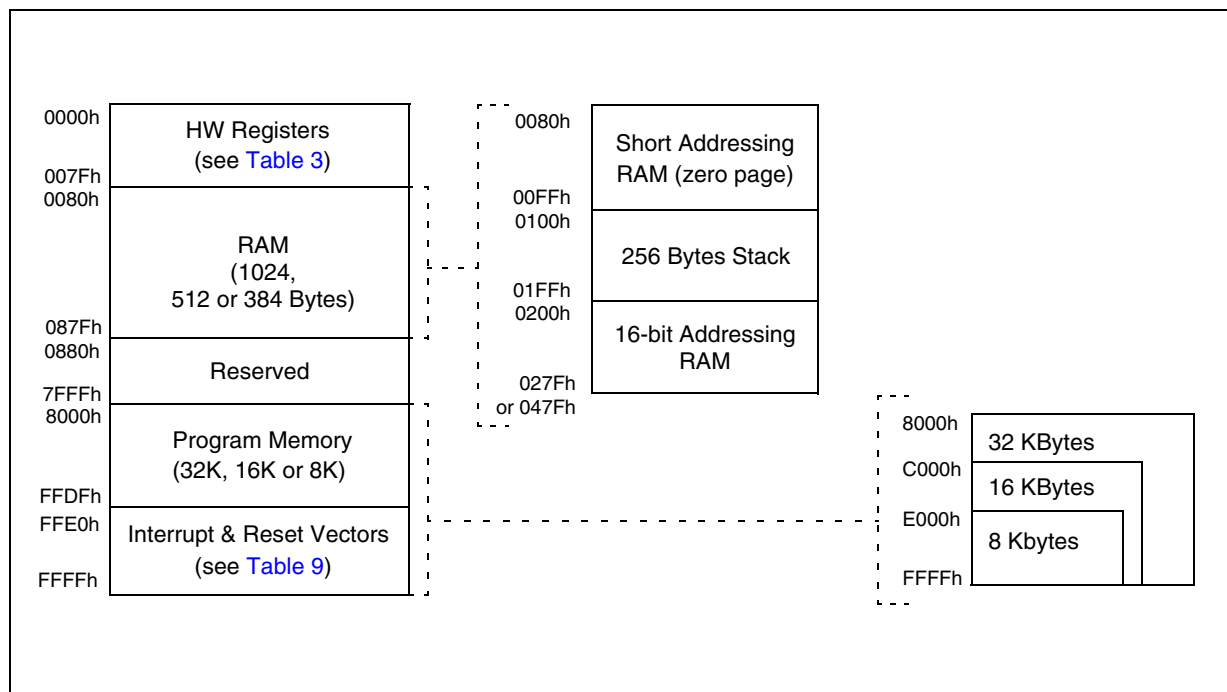 0000h
HW Registers
(see Table 3)
007Fh
0080h
RAM
(1024,
512 or 384 Bytes)
087Fh
0880h
Reserved
7FFFh
8000h
Program Memory
(32K, 16K or 8K)
FFDFh
FFE0h
Interrupt & Reset Vectors
(see Table 9)
FFFFh
0080h
Short Addressing
RAM (zero page)
00FFh
0100h
256 Bytes Stack
01FFh
0200h
16-bit Addressing
RAM
027Fh
or 047Fh
8000h
32 KBytes
C000h
16 KBytes
E000h
8 Kbytes
FFFFh